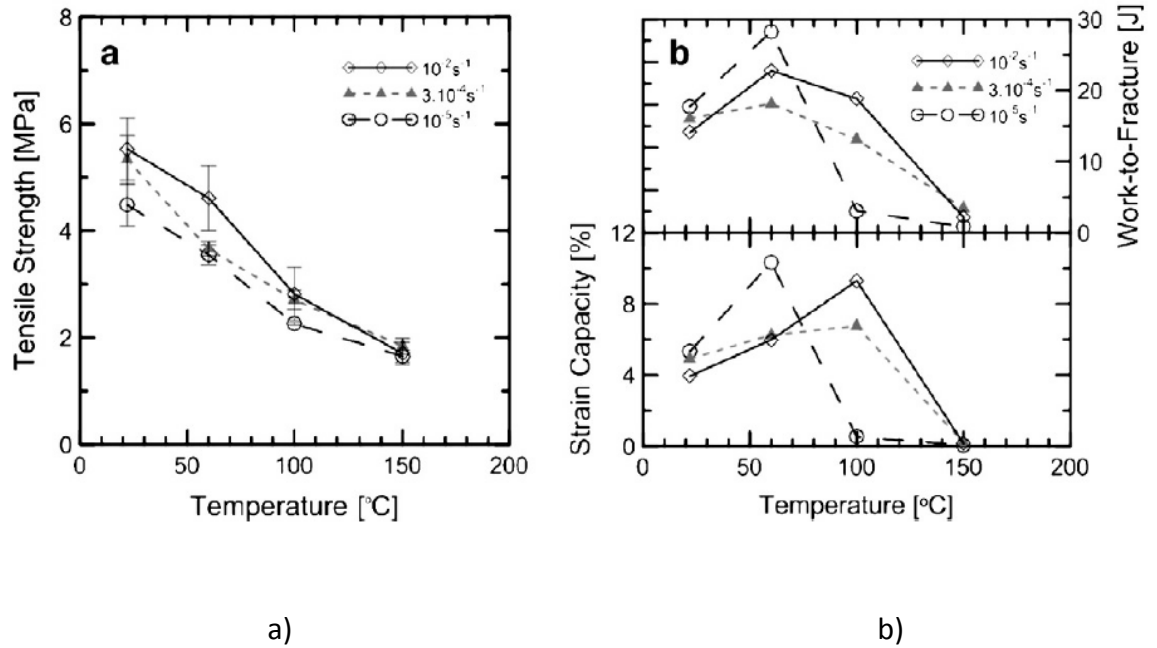 a
10⁻²s⁻¹
3.10⁻⁴s⁻¹
10⁻⁵s⁻¹
Tensile Strength [MPa]
8
6
4
2
0
0 50 100 150 200
Temperature [°C]
b
10⁻²s⁻¹
3.10⁻⁴s⁻¹
10⁻⁵s⁻¹
Work-to-Fracture [J]
30
20
10
0
Strain Capacity [%]
12
8
4
0
0 50 100 150 200
Temperature [°C]
a)
b)